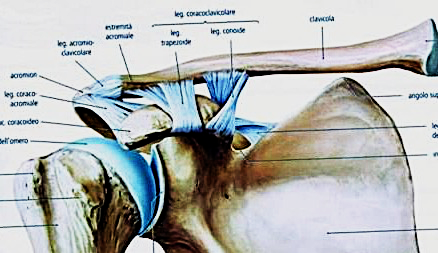 leg. coracoclavicolare
estremità
acromiale
leg.
trapezoide
leg. conoide
clavicola
leg. acromio-
clavicolare
acromion
leg. coraco-
acromiale
coracoideo
dell'omero
angolo sup